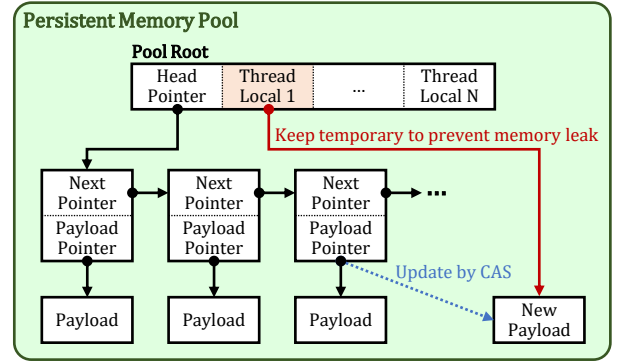 Persistent Memory Pool
Pool Root
Head
Pointer
Thread
Local 1
...
Thread
Local N
Keep temporary to prevent memory leak
Next
Pointer
Payload
Pointer
Next
Pointer
Payload
Pointer
Next
Pointer
Payload
Pointer
...
Update by CAS
Payload
Payload
Payload
New
Payload